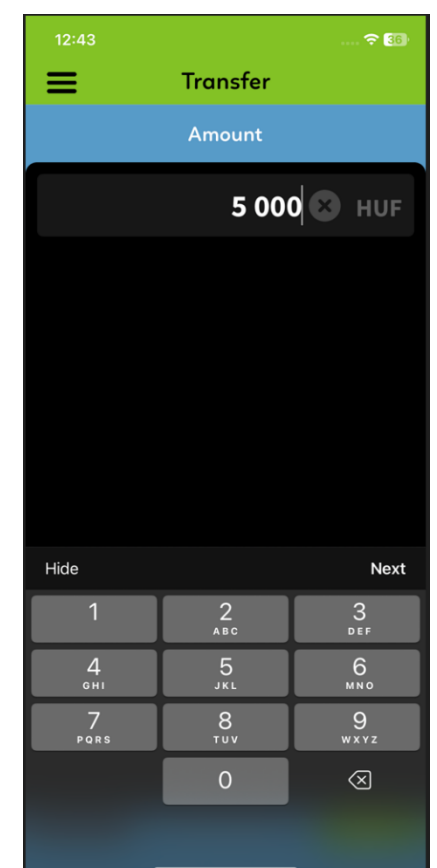 12:43
36
Transfer
Amount
5 000 HUF
Hide Next
1 2 3
ABC DEF
4 5 6
GHI JKL MNO
7 8 9
PQRS TUV WXYZ
0